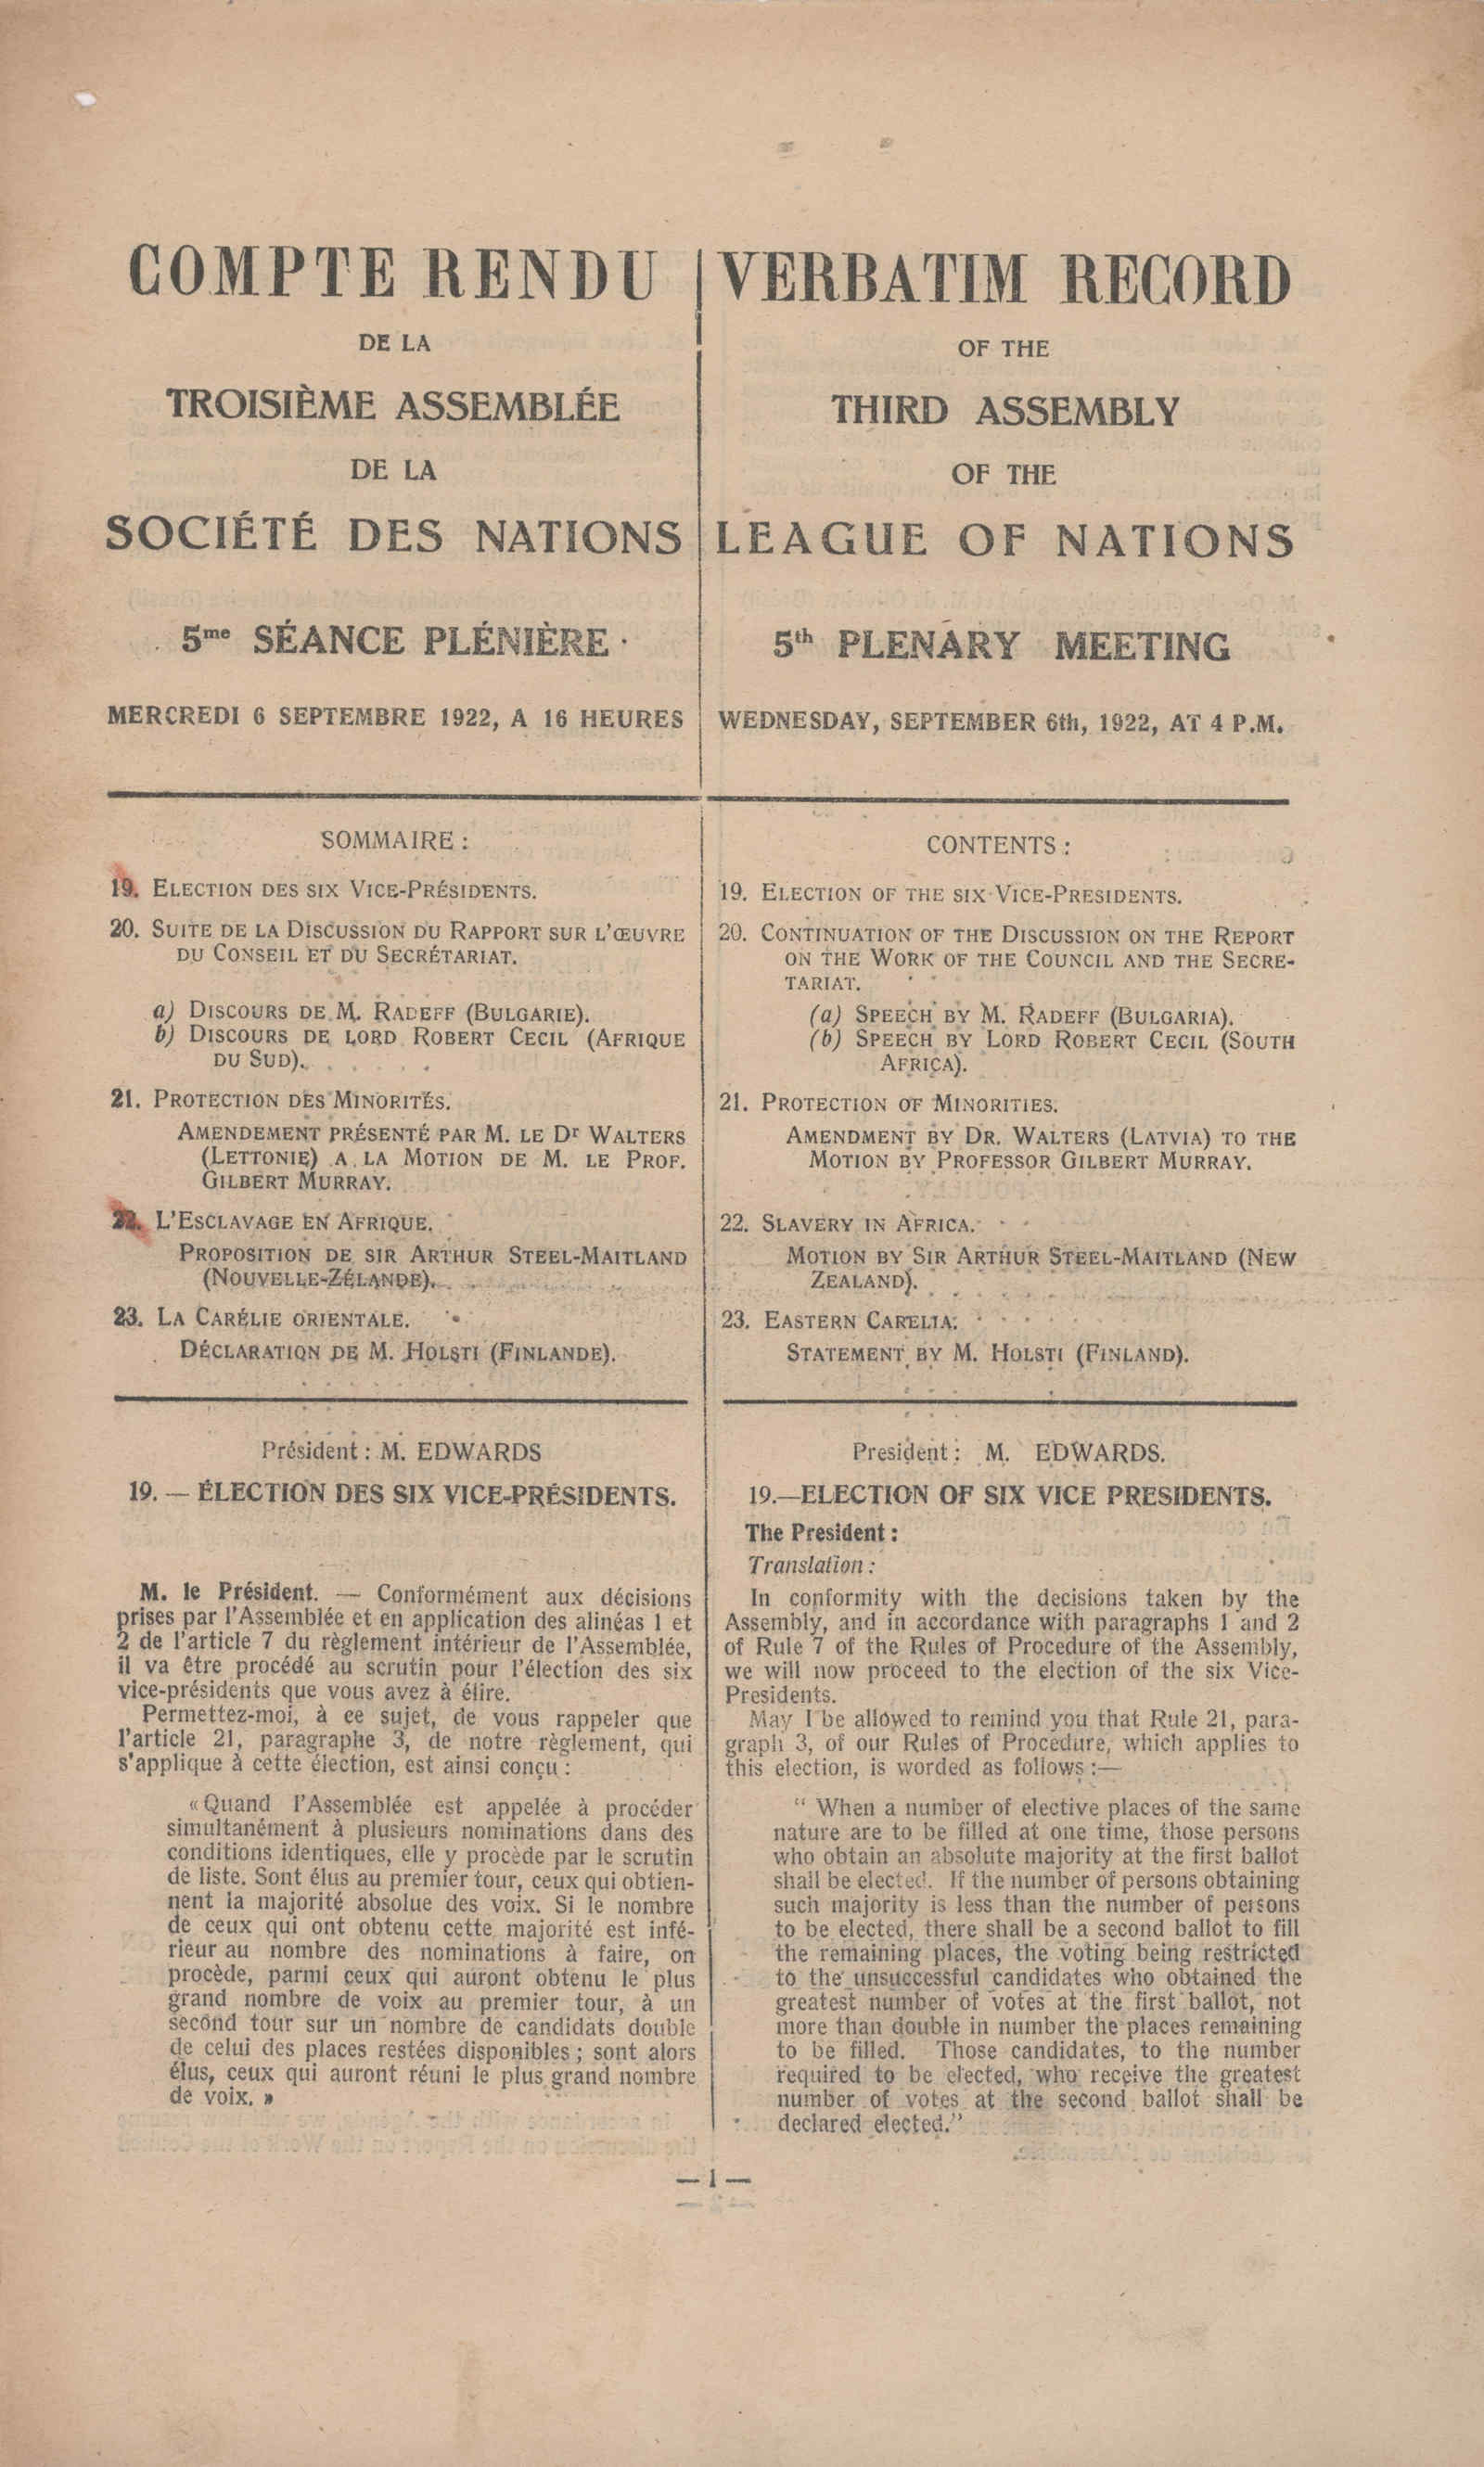 COMPTE RENDU
DE LA
TROISIÈME ASSEMBLÉE
DE LA
SOCIÉTÉ DES NATIONS
5me SÉANCE PLÉNIÈRE
MERCREDI 6 SEPTEMBRE 1922, A 16 HEURES
SOMMAIRE :
19. ELECTION DES SIX VICE-PRÉSIDENTS.
20. SUITE DE LA DISCUSSION DU RAPPORT SUR L'ŒUVRE
DU CONSEIL ET DU SECRÉTARIAT.
a) DISCOURS DE M. RADEFF (BULGARIE).
b) DISCOURS DE LORD ROBERT CECIL (AFRIQUE
DU SUD).
21. PROTECTION DES MINORITÉS.
AMENDEMENT PRÉSENTÉ PAR M. LE Dr WALTERS
(LETTONIE) A LA MOTION DE M. LE PROF.
GILBERT MURRAY.
22. L'ESCLAVAGE EN AFRIQUE.
PROPOSITION DE SIR ARTHUR STEEL-MAITLAND
(NOUVELLE-ZÉLANDE).
23. LA CARÉLIE ORIENTALE.
DÉCLARATION DE M. HOLSTI (FINLANDE).
Président : M. EDWARDS
19. — ÉLECTION DES SIX VICE-PRÉSIDENTS.
M. le Président. — Conformément aux décisions
prises par l'Assemblée et en application des alinéas 1 et
2 de l'article 7 du règlement intérieur de l'Assemblée,
il va être procédé au scrutin pour l'élection des six
vice-présidents que vous avez à élire.
Permettez-moi, à ce sujet, de vous rappeler que
l'article 21, paragraphe 3, de notre règlement, qui
s'applique à cette élection, est ainsi conçu :
«Quand l'Assemblée est appelée à procéder
simultanément à plusieurs nominations dans des
conditions identiques, elle y procède par le scrutin
de liste. Sont élus au premier tour, ceux qui obtien-
nent la majorité absolue des voix. Si le nombre
de ceux qui ont obtenu cette majorité est infé-
rieur au nombre des nominations à faire, on
procède, parmi ceux qui auront obtenu le plus
grand nombre de voix au premier tour, à un
second tour sur un nombre de candidats double
de celui des places restées disponibles ; sont alors
élus, ceux qui auront réuni le plus grand nombre
de voix. »
VERBATIM RECORD
OF THE
THIRD ASSEMBLY
OF THE
LEAGUE OF NATIONS
5th PLENARY MEETING
WEDNESDAY, SEPTEMBER 6th, 1922, AT 4 P.M.
CONTENTS :
19. ELECTION OF THE SIX VICE-PRESIDENTS.
20. CONTINUATION OF THE DISCUSSION ON THE REPORT
ON THE WORK OF THE COUNCIL AND THE SECRE-
TARIAT.
(a) SPEECH BY M. RADEFF (BULGARIA).
(b) SPEECH BY LORD ROBERT CECIL (SOUTH
AFRICA).
21. PROTECTION OF MINORITIES.
AMENDMENT BY DR. WALTERS (LATVIA) TO THE
MOTION BY PROFESSOR GILBERT MURRAY.
22. SLAVERY IN AFRICA.
MOTION BY SIR ARTHUR STEEL-MAITLAND (NEW
ZEALAND).
23. EASTERN CARELIA.
STATEMENT BY M. HOLSTI (FINLAND).
President : M. EDWARDS.
19.—ELECTION OF SIX VICE PRESIDENTS.
The President :
Translation :
In conformity with the decisions taken by the
Assembly, and in accordance with paragraphs 1 and 2
of Rule 7 of the Rules of Procedure of the Assembly,
we will now proceed to the election of the six Vice-
Presidents.
May I be allowed to remind you that Rule 21, para-
graph 3, of our Rules of Procedure, which applies to
this election, is worded as follows :—
“ When a number of elective places of the same
nature are to be filled at one time, those persons
who obtain an absolute majority at the first ballot
shall be elected. If the number of persons obtaining
such majority is less than the number of persons
to be elected, there shall be a second ballot to fill
the remaining places, the voting being restricted
to the unsuccessful candidates who obtained the
greatest number of votes at the first ballot, not
more than double in number the places remaining
to be filled. Those candidates, to the number
required to be elected, who receive the greatest
number of votes at the second ballot shall be
declared elected.”
— 1 —